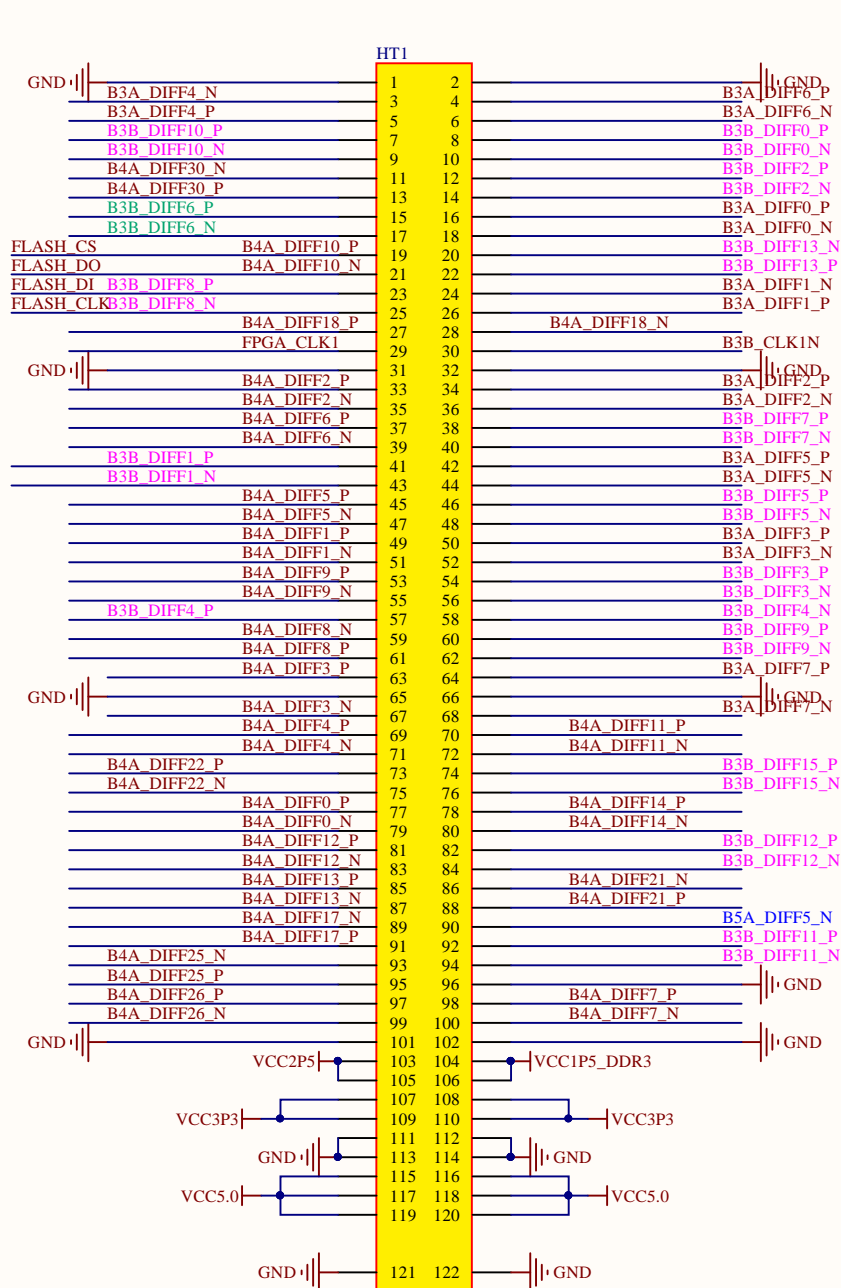 HT1
GND 1 2 GND
B3A_DIFF4_N 3 4 B3A_DIFF6_P
B3A_DIFF4_P 5 6 B3A_DIFF6_N
B3B_DIFF10_P 7 8 B3B_DIFF0_P
B3B_DIFF10_N 9 10 B3B_DIFF0_N
B4A_DIFF30_N 11 12 B3B_DIFF2_P
B4A_DIFF30_P 13 14 B3B_DIFF2_N
B3B_DIFF6_P 15 16 B3A_DIFF0_P
B3B_DIFF6_N 17 18 B3A_DIFF0_N
FLASH_CS B4A_DIFF10_P 19 20 B3B_DIFF13_N
FLASH_DO B4A_DIFF10_N 21 22 B3B_DIFF13_P
FLASH_DI B3B_DIFF8_P 23 24 B3A_DIFF1_N
FLASH_CLK B3B_DIFF8_N 25 26 B3A_DIFF1_P
B4A_DIFF18_P 27 28 B4A_DIFF18_N
FPGA_CLK1 29 30 B3B_CLK1N
GND 31 32 GND
B4A_DIFF2_P 33 34 B3A_DIFF2_P
B4A_DIFF2_N 35 36 B3A_DIFF2_N
B4A_DIFF6_P 37 38 B3B_DIFF7_P
B4A_DIFF6_N 39 40 B3B_DIFF7_N
B3B_DIFF1_P 41 42 B3A_DIFF5_P
B3B_DIFF1_N 43 44 B3A_DIFF5_N
B4A_DIFF5_P 45 46 B3B_DIFF5_P
B4A_DIFF5_N 47 48 B3B_DIFF5_N
B4A_DIFF1_P 49 50 B3A_DIFF3_P
B4A_DIFF1_N 51 52 B3A_DIFF3_N
B4A_DIFF9_P 53 54 B3B_DIFF3_P
B4A_DIFF9_N 55 56 B3B_DIFF3_N
B3B_DIFF4_P 57 58 B3B_DIFF4_N
B4A_DIFF8_N 59 60 B3B_DIFF9_P
B4A_DIFF8_P 61 62 B3B_DIFF9_N
B4A_DIFF3_P 63 64 B3A_DIFF7_P
GND 65 66 GND
B4A_DIFF3_N 67 68 B3A_DIFF7_N
B4A_DIFF4_P 69 70 B4A_DIFF11_P
B4A_DIFF4_N 71 72 B4A_DIFF11_N
B4A_DIFF22_P 73 74 B3B_DIFF15_P
B4A_DIFF22_N 75 76 B3B_DIFF15_N
B4A_DIFF0_P 77 78 B4A_DIFF14_P
B4A_DIFF0_N 79 80 B4A_DIFF14_N
B4A_DIFF12_P 81 82 B3B_DIFF12_P
B4A_DIFF12_N 83 84 B3B_DIFF12_N
B4A_DIFF13_P 85 86 B4A_DIFF21_N
B4A_DIFF13_N 87 88 B4A_DIFF21_P
B4A_DIFF17_N 89 90 B5A_DIFF5_N
B4A_DIFF17_P 91 92 B3B_DIFF11_P
B4A_DIFF25_N 93 94 B3B_DIFF11_N
B4A_DIFF25_P 95 96 GND
B4A_DIFF26_P 97 98 B4A_DIFF7_P
B4A_DIFF26_N 99 100 B4A_DIFF7_N
GND 101 102 GND
VCC2P5 103 104 VCC1P5_DDR3
105 106
107 108
VCC3P3 109 110 VCC3P3
111 112
GND 113 114 GND
115 116
VCC5.0 117 118 VCC5.0
119 120
GND 121 122 GND